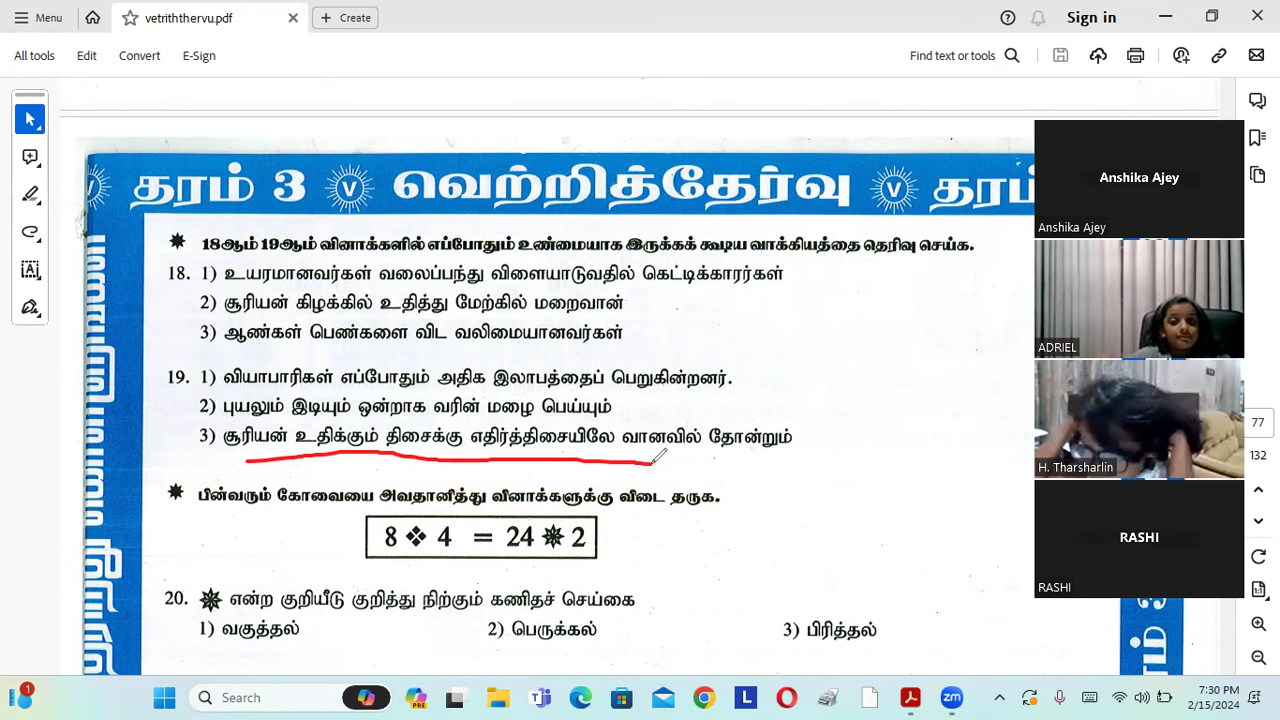 Menu
vetriththervu.pdf
Create
Sign in
All tools
Edit
Convert
E-Sign
Find text or tools
தரம் 3 V வெற்றித்தேர்வு V தரம்
18ஆம் 19ஆம் வினாக்களில் எப்போதும் உண்மையாக இருக்கக் கூடிய வாக்கியத்தை தெரிவு செய்க.
18. 1) உயரமானவர்கள் வலைப்பந்து விளையாடுவதில் கெட்டிக்காரர்கள்
2) சூரியன் கிழக்கில் உதித்து மேற்கில் மறைவான்
3) ஆண்கள் பெண்களை விட வலிமையானவர்கள்
19. 1) வியாபாரிகள் எப்போதும் அதிக இலாபத்தைப் பெறுகின்றனர்.
2) புயலும் இடியும் ஒன்றாக வரின் மழை பெய்யும்
3) சூரியன் உதிக்கும் திசைக்கு எதிர்த்திசையிலே வானவில் தோன்றும்
பின்வரும் கோவையை அவதானித்து வினாக்களுக்கு விடை தருக.
8 ❖ 4 = 24 ✵ 2
20. ✵ என்ற குறியீடு குறித்து நிற்கும் கணிதச் செய்கை
1) வகுத்தல் 2) பெருக்கல் 3) பிரித்தல்
Anshika Ajey
Anshika Ajey
ADRIEL
H. Tharsharlin
RASHI
RASHI
77
132
1
Search
PRE
L
zm
7:30 PM
2/15/2024